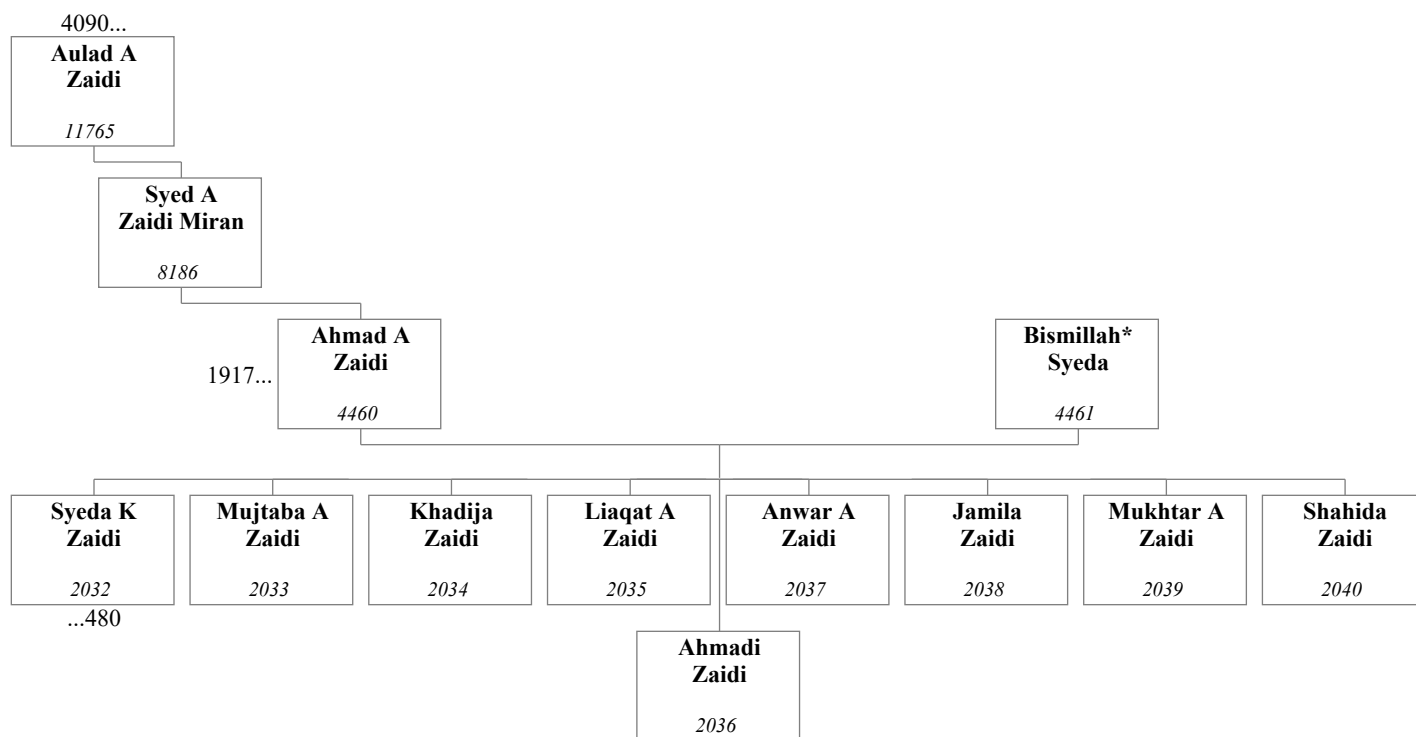 4090...
Aulad A
Zaidi
11765
Syed A
Zaidi Miran
8186
Ahmad A
Zaidi
4460
1917...
Bismillah*
Syeda
4461
Syeda K
Zaidi
2032
...480
Mujtaba A
Zaidi
2033
Khadija
Zaidi
2034
Liaqat A
Zaidi
2035
Anwar A
Zaidi
2037
Jamila
Zaidi
2038
Mukhtar A
Zaidi
2039
Shahida
Zaidi
2040
Ahmadi
Zaidi
2036